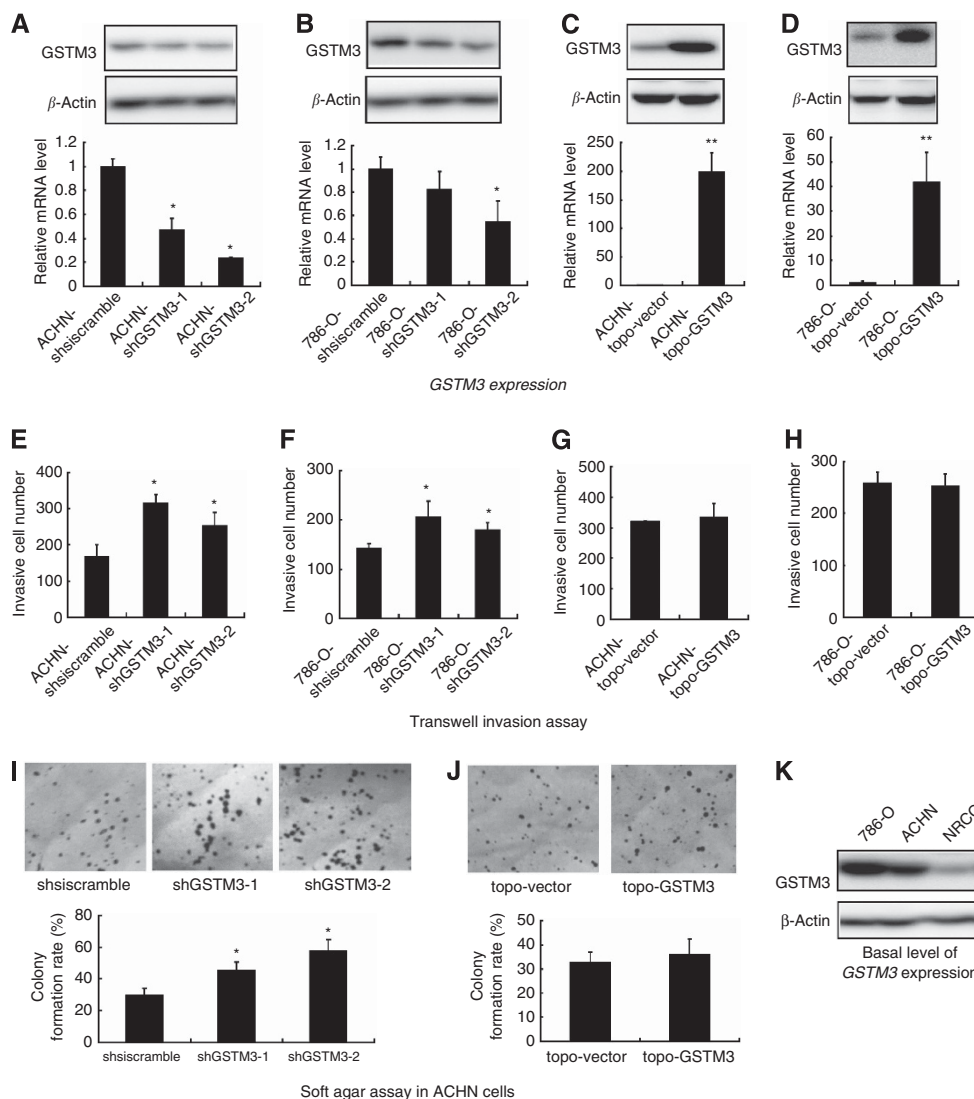 A
GSTM3
β-Actin
Relative mRNA level
1.2
1
0.8
0.6
0.4
0.2
0
*
*
ACHN-
shsiscramble
ACHN-
shGSTM3-1
ACHN-
shGSTM3-2
B
GSTM3
β-Actin
Relative mRNA level
1.2
1
0.8
0.6
0.4
0.2
0
*
786-O-
shsiscramble
786-O-
shGSTM3-1
786-O-
shGSTM3-2
C
GSTM3
β-Actin
Relative mRNA level
250
200
150
100
50
0
**
ACHN-
topo-vector
ACHN-
topo-GSTM3
D
GSTM3
β-Actin
Relative mRNA level
60
50
40
30
20
10
0
**
786-O-
topo-vector
786-O-
topo-GSTM3
GSTM3 expression
E
Invasive cell number
400
300
200
100
0
*
*
ACHN-
shsiscramble
ACHN-
shGSTM3-1
ACHN-
shGSTM3-2
F
Invasive cell number
300
200
100
0
*
*
786-O-
shsiscramble
786-O-
shGSTM3-1
786-O-
shGSTM3-2
G
Invasive cell number
500
400
300
200
100
0
ACHN-
topo-vector
ACHN-
topo-GSTM3
H
Invasive cell number
300
200
100
0
786-O-
topo-vector
786-O-
topo-GSTM3
Transwell invasion assay
I
shsiscramble
shGSTM3-1
shGSTM3-2
Colony
formation rate (%)
80
60
40
20
0
*
*
shsiscramble
shGSTM3-1
shGSTM3-2
J
topo-vector
topo-GSTM3
Colony
formation rate (%)
50
40
30
20
10
0
topo-vector
topo-GSTM3
Soft agar assay in ACHN cells
K
786-O
ACHN
NRCC
GSTM3
β-Actin
Basal level of
GSTM3 expression